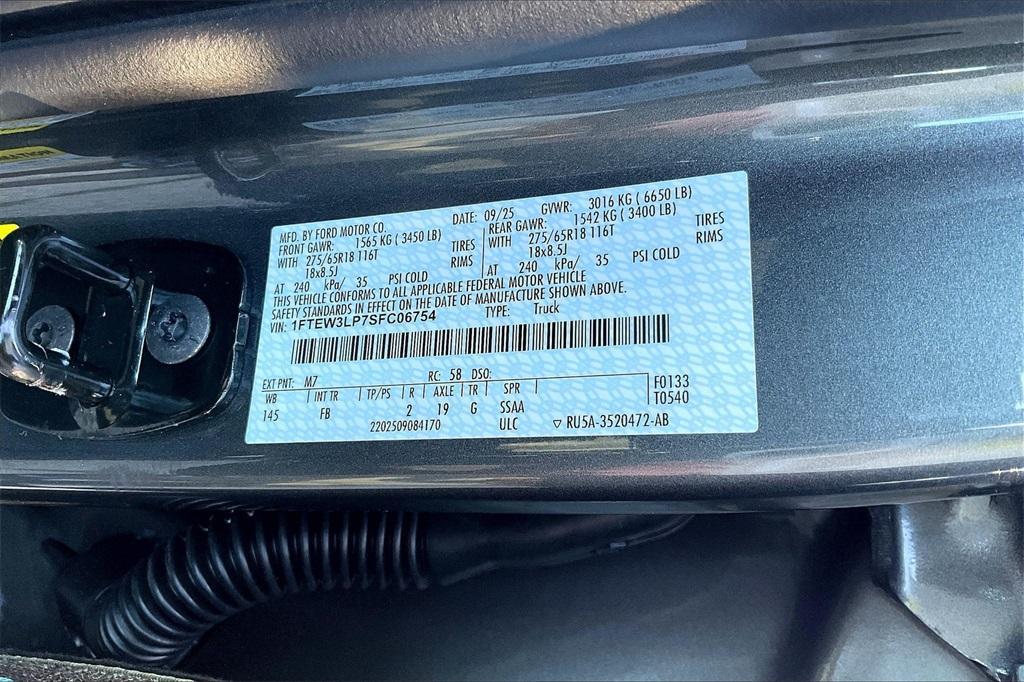 MFD. BY FORD MOTOR CO. DATE: 09/25 GVWR: 3016 KG ( 6650 LB)
FRONT GAWR: 1565 KG ( 3450 LB) REAR GAWR: 1542 KG ( 3400 LB)
WITH 275/65R18 116T TIRES WITH 275/65R18 116T TIRES
18x8.5J RIMS 18x8.5J RIMS
AT 240 kPa/ 35 PSI COLD AT 240 kPa/ 35 PSI COLD
THIS VEHICLE CONFORMS TO ALL APPLICABLE FEDERAL MOTOR VEHICLE
SAFETY STANDARDS IN EFFECT ON THE DATE OF MANUFACTURE SHOWN ABOVE.
VIN: 1FTEW3LP7SFC06754 TYPE: Truck
EXT PNT: M7 RC: 58 DSO:
WB INT TR TP/PS R AXLE TR SPR F0133
145 FB 2 19 G SSAA T0540
2202509084170 ULC RU5A-3520472-AB